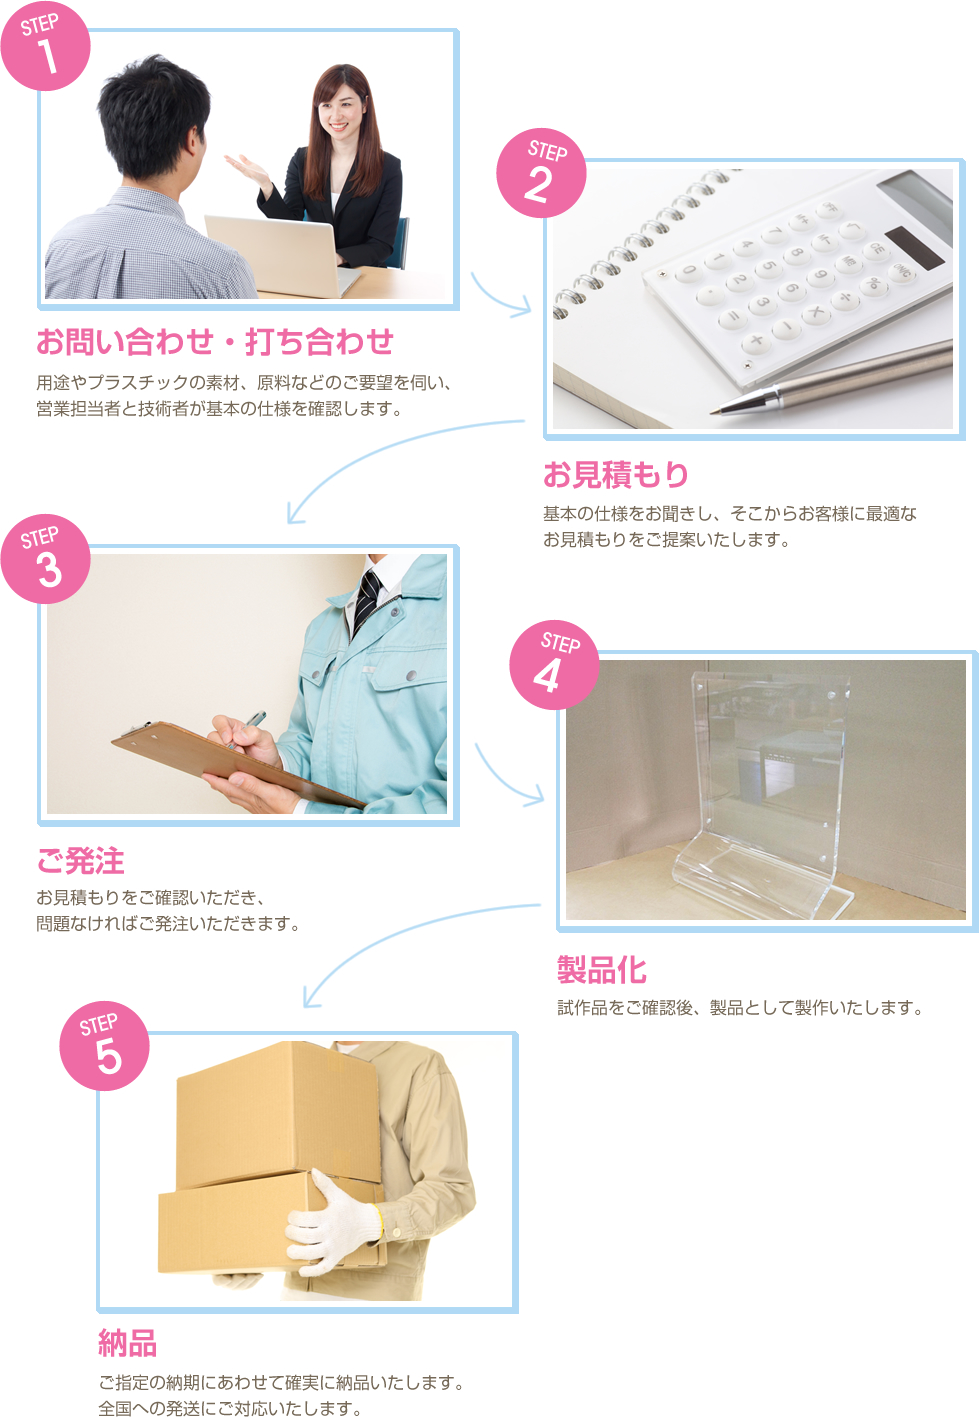 STEP
1
お問い合わせ・打ち合わせ
用途やプラスチックの素材、原料などのご要望を伺い、
営業担当者と技術者が基本の仕様を確認します。
STEP
2
お見積もり
基本の仕様をお聞きし、そこからお客様に最適な
お見積もりをご提案いたします。
STEP
3
ご発注
お見積もりをご確認いただき、
問題なければご発注いただきます。
STEP
4
製品化
試作品をご確認後、製品として製作いたします。
STEP
5
納品
ご指定の納期にあわせて確実に納品いたします。
全国への発送にご対応いたします。